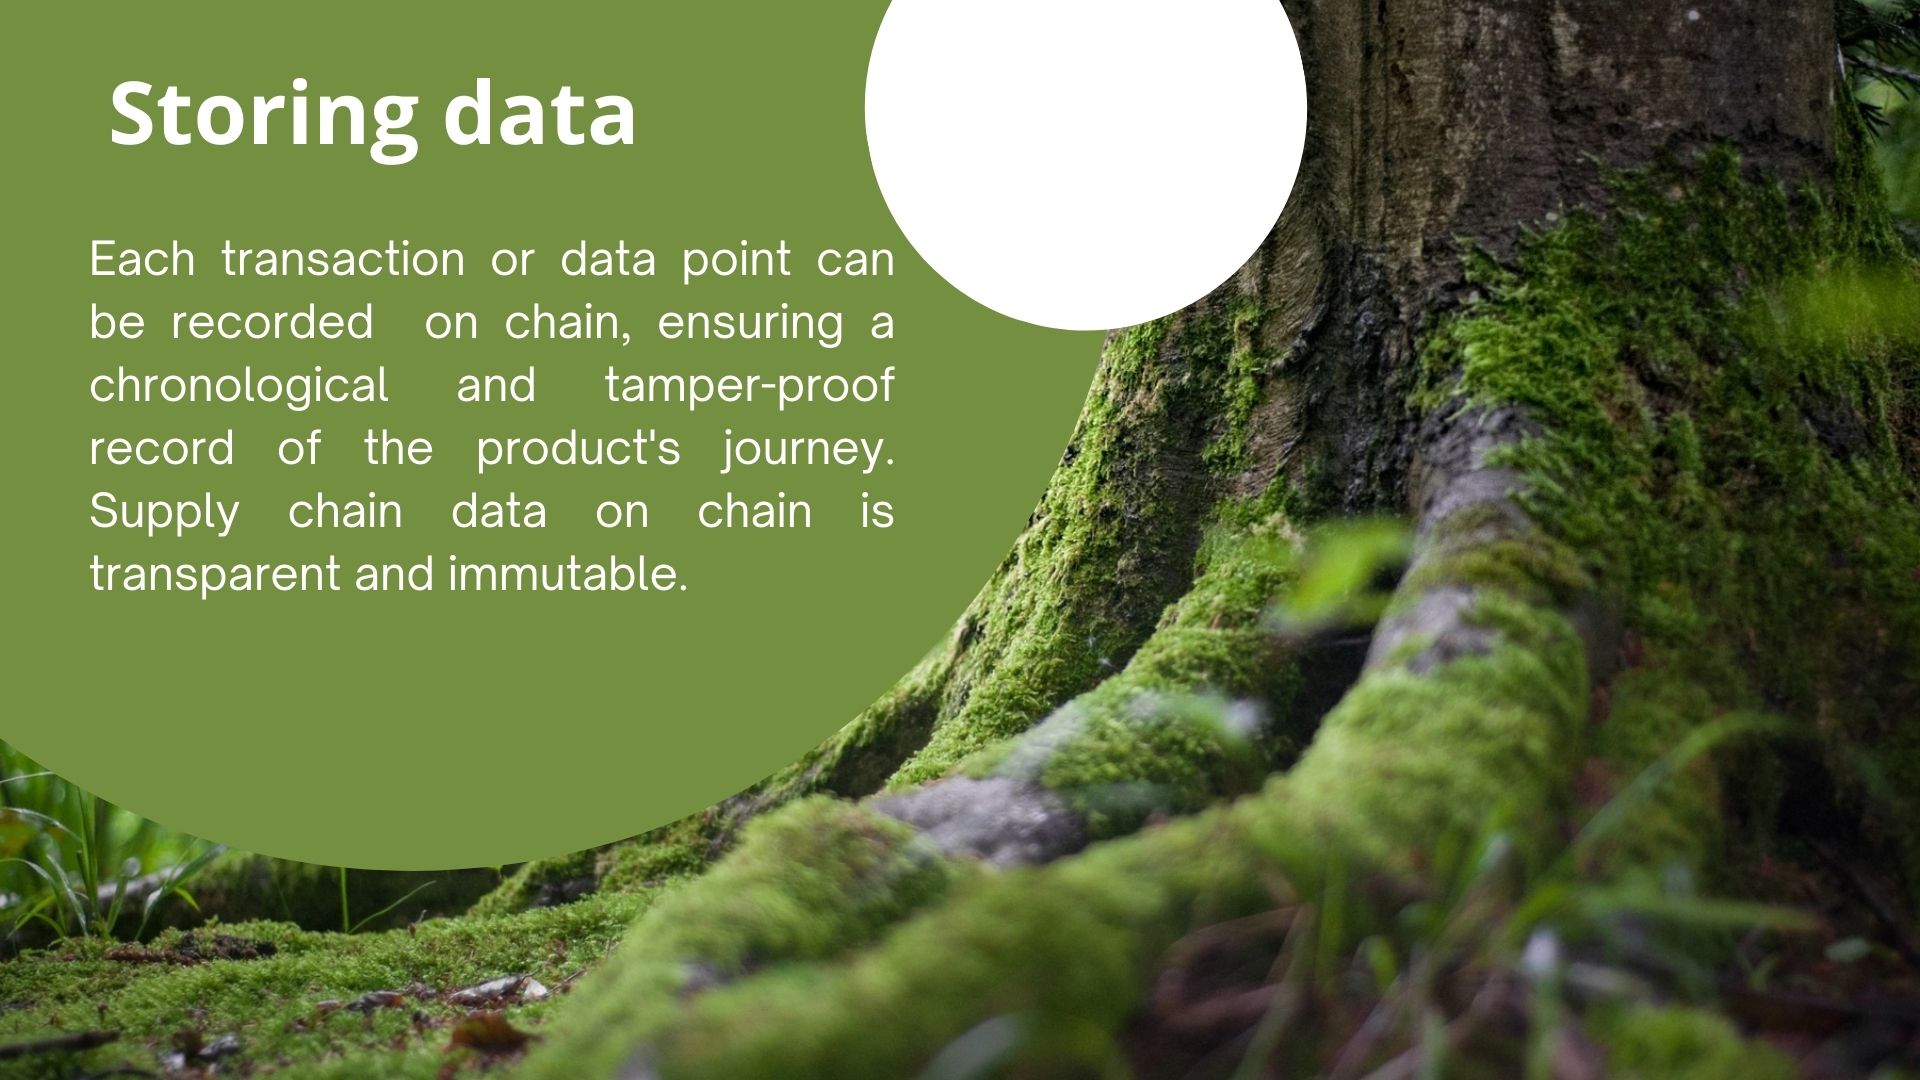 Storing data
Each transaction or data point can
be recorded  on chain, ensuring a
chronological and tamper-proof
record of the product's journey.
Supply chain data on chain is
transparent and immutable.